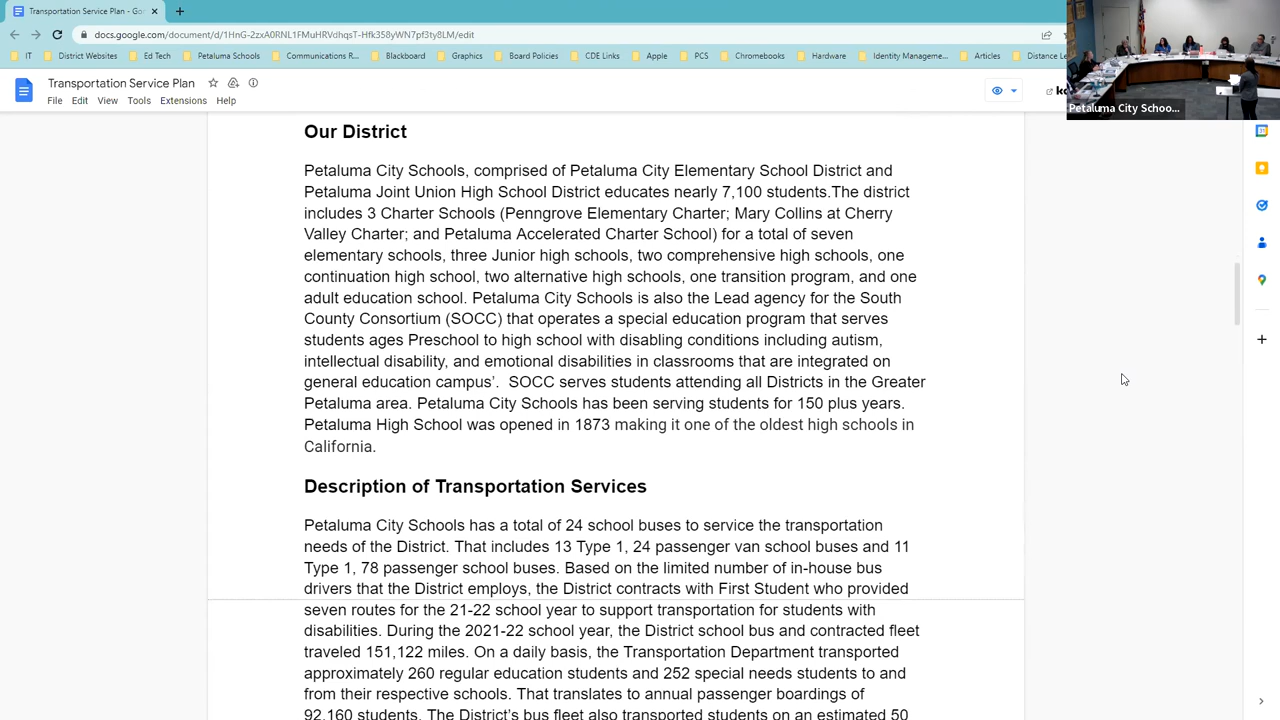 Transportation Service Plan - Goo
docs.google.com/document/d/1HnG-2zxA0RNL1FMuHRVdhqsT-Hfk358yWN7pf3ty8LM/edit
IT District Websites Ed Tech Petaluma Schools Communications R... Blackboard Graphics Board Policies CDE Links Apple PCS Chromebooks Hardware Identity Manageme... Articles Distance Le
Transportation Service Plan
File Edit View Tools Extensions Help
Petaluma City Schoo...
Our District
Petaluma City Schools, comprised of Petaluma City Elementary School District and
Petaluma Joint Union High School District educates nearly 7,100 students.The district
includes 3 Charter Schools (Penngrove Elementary Charter; Mary Collins at Cherry
Valley Charter; and Petaluma Accelerated Charter School) for a total of seven
elementary schools, three Junior high schools, two comprehensive high schools, one
continuation high school, two alternative high schools, one transition program, and one
adult education school. Petaluma City Schools is also the Lead agency for the South
County Consortium (SOCC) that operates a special education program that serves
students ages Preschool to high school with disabling conditions including autism,
intellectual disability, and emotional disabilities in classrooms that are integrated on
general education campus'.  SOCC serves students attending all Districts in the Greater
Petaluma area. Petaluma City Schools has been serving students for 150 plus years.
Petaluma High School was opened in 1873 making it one of the oldest high schools in
California.
Description of Transportation Services
Petaluma City Schools has a total of 24 school buses to service the transportation
needs of the District. That includes 13 Type 1, 24 passenger van school buses and 11
Type 1, 78 passenger school buses. Based on the limited number of in-house bus
drivers that the District employs, the District contracts with First Student who provided
seven routes for the 21-22 school year to support transportation for students with
disabilities. During the 2021-22 school year, the District school bus and contracted fleet
traveled 151,122 miles. On a daily basis, the Transportation Department transported
approximately 260 regular education students and 252 special needs students to and
from their respective schools. That translates to annual passenger boardings of
92,160 students. The District's bus fleet also transported students on an estimated 50